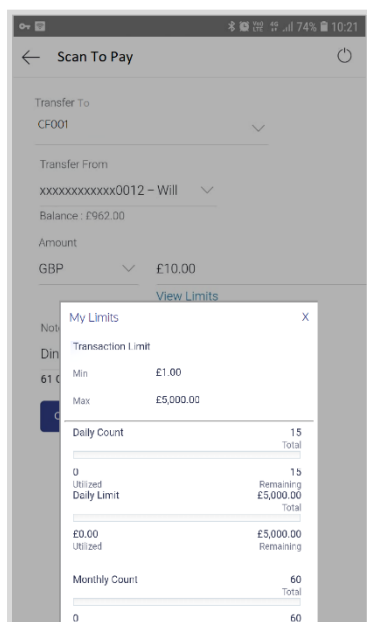 74% 10:21
Scan To Pay
Transfer To
CF001
Transfer From
xxxxxxxxxxxx0012 – Will
Balance : £962.00
Amount
GBP £10.00
View Limits
My Limits X
Transaction Limit
Min £1.00
Max £5,000.00
Daily Count 15
Total
0 15
Utilized Remaining
Daily Limit £5,000.00
Total
£0.00 £5,000.00
Utilized Remaining
Monthly Count 60
Total
0 60